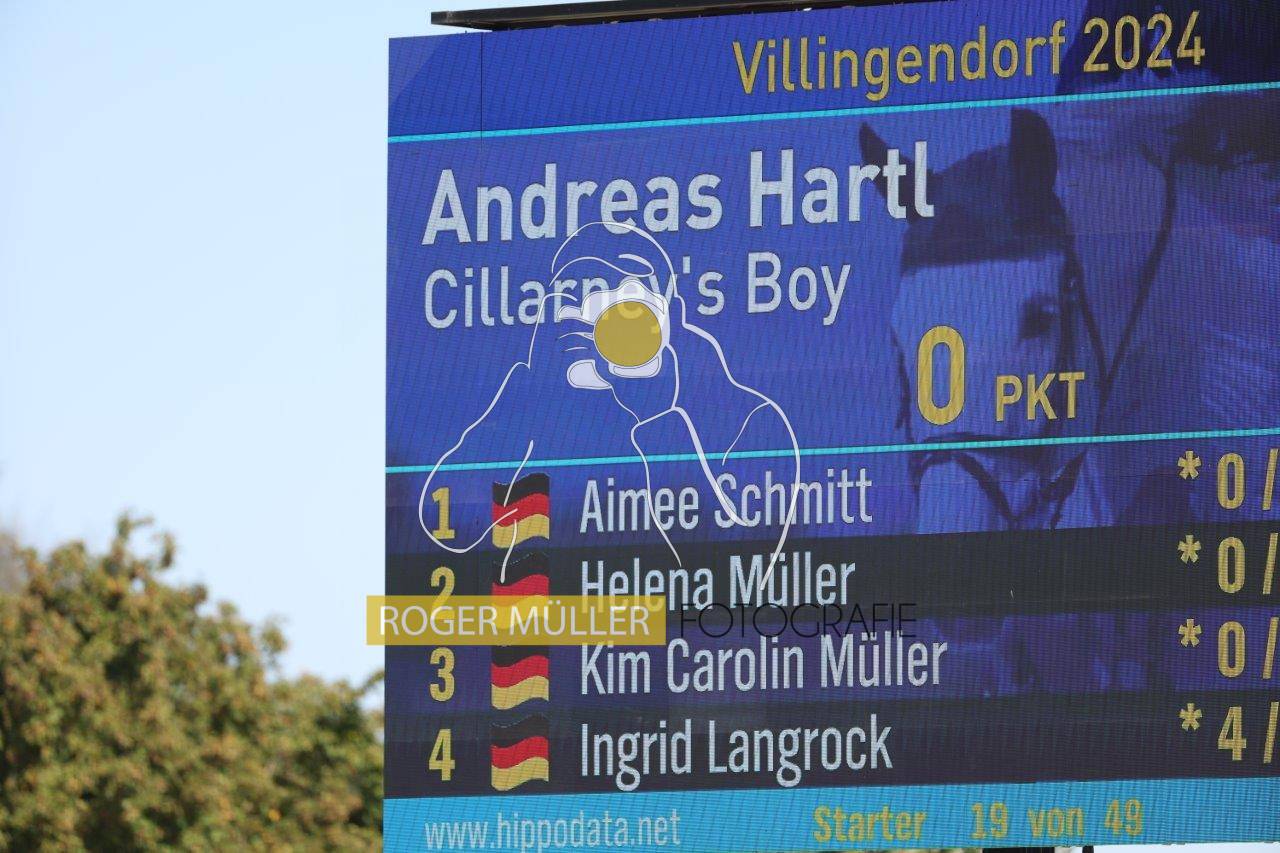 Villingendorf 2024
Andreas Hartl
Cillarney's Boy
0 PKT
1 Aimee Schmitt * 0 /
2 Helena Müller * 0/
ROGER MÜLLER FOTOGRAFIE
3 Kim Carolin Müller * 0/
4 Ingrid Langrock * 4/
www.hippodata.net Starter 19 von 49